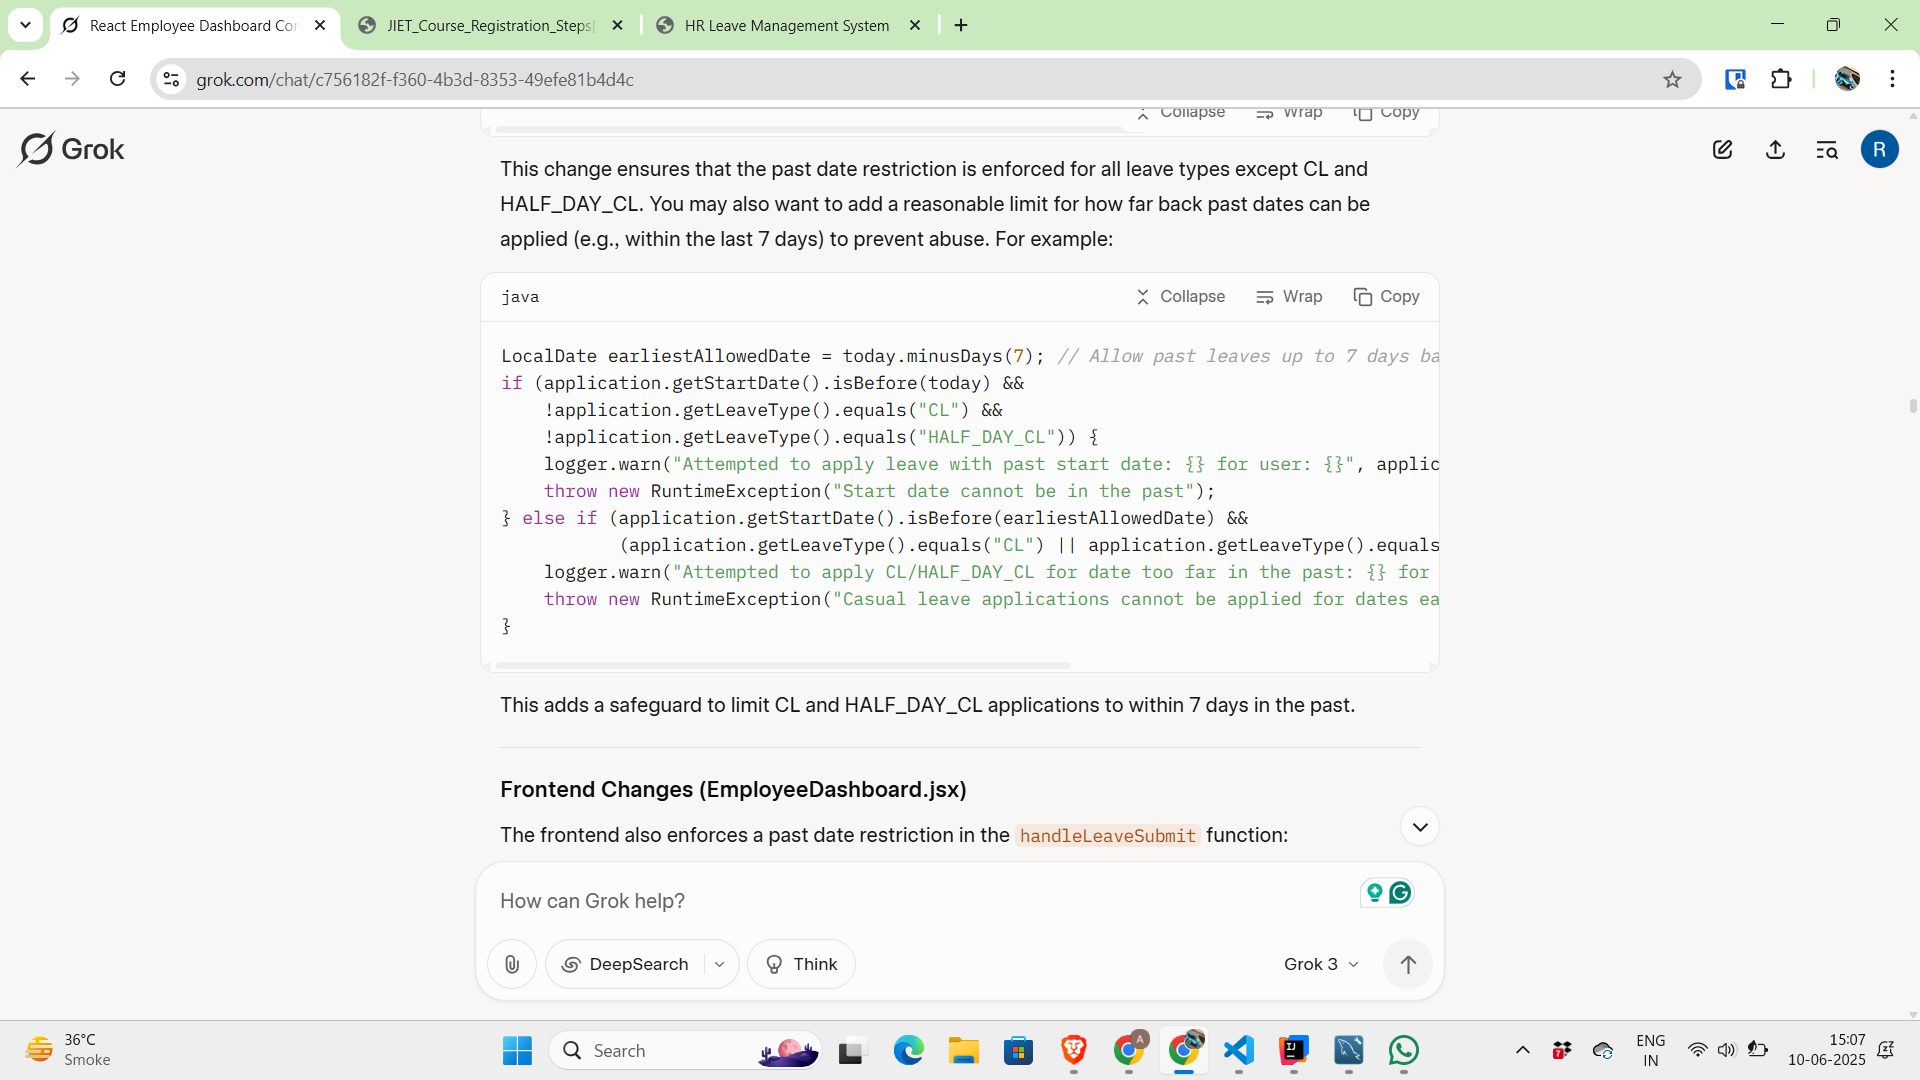 React Employee Dashboard Con
JIET_Course_Registration_Steps
HR Leave Management System
grok.com/chat/c756182f-f360-4b3d-8353-49efe81b4d4c
Collapse Wrap Copy
Grok
R
This change ensures that the past date restriction is enforced for all leave types except CL and
HALF_DAY_CL. You may also want to add a reasonable limit for how far back past dates can be
applied (e.g., within the last 7 days) to prevent abuse. For example:
java
Collapse Wrap Copy
LocalDate earliestAllowedDate = today.minusDays(7); // Allow past leaves up to 7 days ba
if (application.getStartDate().isBefore(today) &&
    !application.getLeaveType().equals("CL") &&
    !application.getLeaveType().equals("HALF_DAY_CL")) {
    logger.warn("Attempted to apply leave with past start date: {} for user: {}", applic
    throw new RuntimeException("Start date cannot be in the past");
} else if (application.getStartDate().isBefore(earliestAllowedDate) &&
           (application.getLeaveType().equals("CL") || application.getLeaveType().equals
    logger.warn("Attempted to apply CL/HALF_DAY_CL for date too far in the past: {} for
    throw new RuntimeException("Casual leave applications cannot be applied for dates ea
}
This adds a safeguard to limit CL and HALF_DAY_CL applications to within 7 days in the past.
Frontend Changes (EmployeeDashboard.jsx)
The frontend also enforces a past date restriction in the handleLeaveSubmit function:
How can Grok help?
DeepSearch
Think
Grok 3
36°C
Smoke
Search
A
7
ENG
IN
15:07
10-06-2025